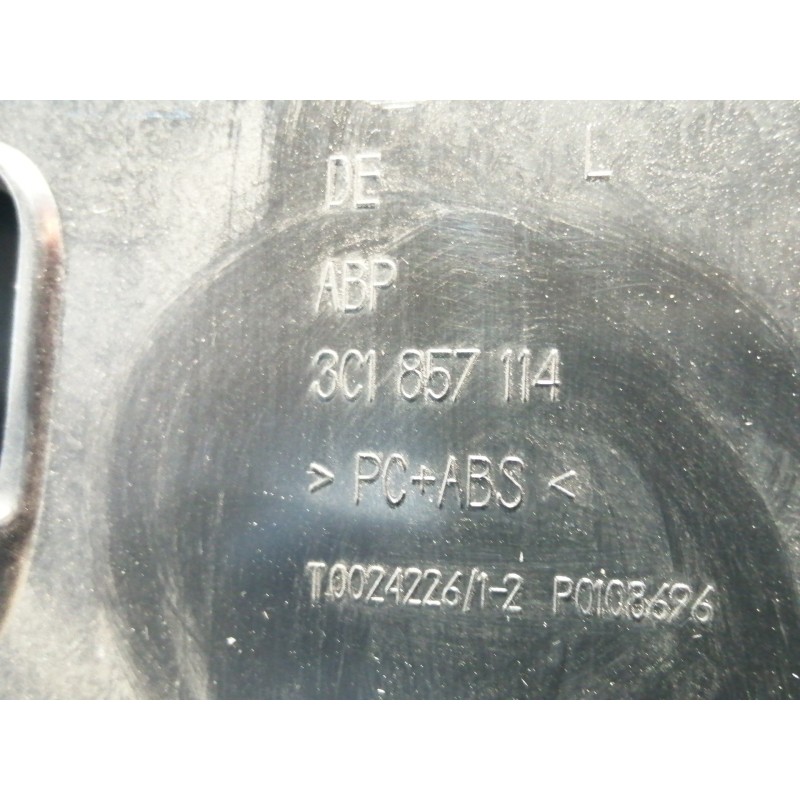 DE L
ABP
3C1 857 114
> PC+ABS <
T0024226/1-2 P0108696